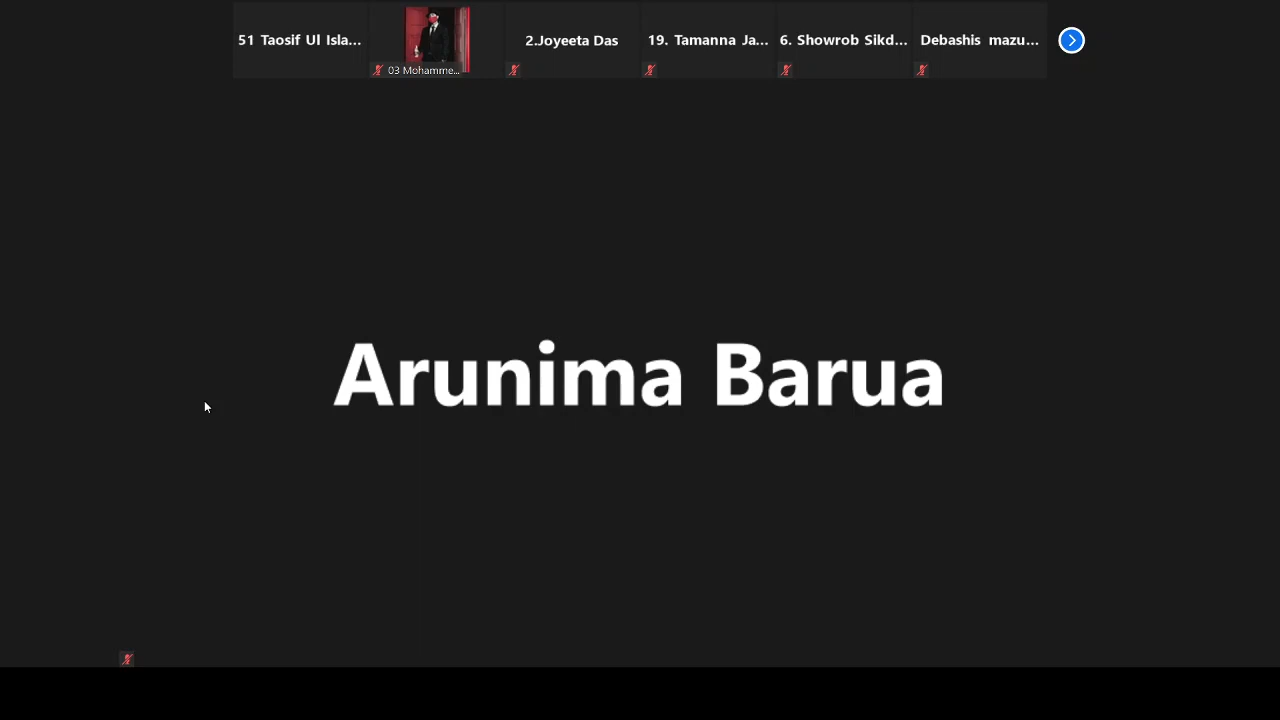 51 Taosif Ul Isla...
03 Mohamme...
2.Joyeeta Das
19. Tamanna Ja...
6. Showrob Sikd...
Debashis mazu...
Arunima Barua